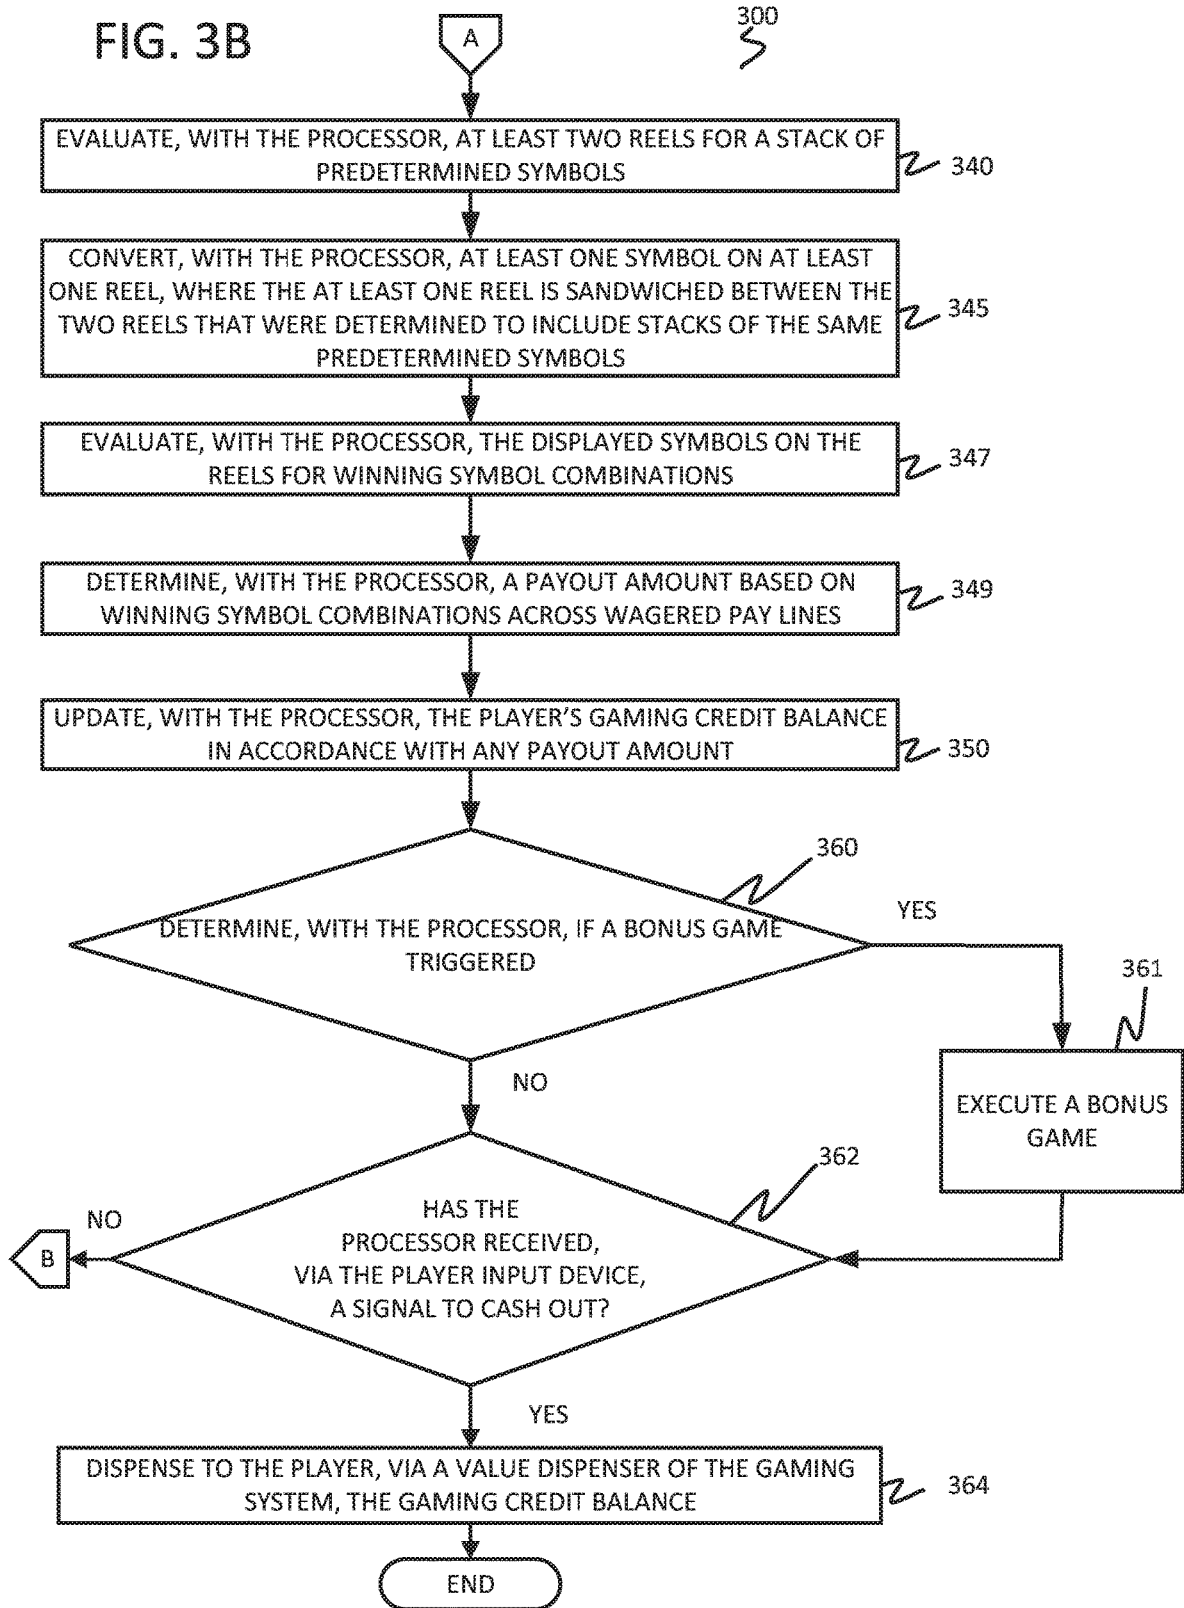 FIG. 3B
A
300
EVALUATE, WITH THE PROCESSOR, AT LEAST TWO REELS FOR A STACK OF
PREDETERMINED SYMBOLS
340
CONVERT, WITH THE PROCESSOR, AT LEAST ONE SYMBOL ON AT LEAST
ONE REEL, WHERE THE AT LEAST ONE REEL IS SANDWICHED BETWEEN THE
TWO REELS THAT WERE DETERMINED TO INCLUDE STACKS OF THE SAME
PREDETERMINED SYMBOLS
345
EVALUATE, WITH THE PROCESSOR, THE DISPLAYED SYMBOLS ON THE
REELS FOR WINNING SYMBOL COMBINATIONS
347
DETERMINE, WITH THE PROCESSOR, A PAYOUT AMOUNT BASED ON
WINNING SYMBOL COMBINATIONS ACROSS WAGERED PAY LINES
349
UPDATE, WITH THE PROCESSOR, THE PLAYER'S GAMING CREDIT BALANCE
IN ACCORDANCE WITH ANY PAYOUT AMOUNT
350
360
DETERMINE, WITH THE PROCESSOR, IF A BONUS GAME
TRIGGERED
YES
361
EXECUTE A BONUS
GAME
NO
362
HAS THE
PROCESSOR RECEIVED,
VIA THE PLAYER INPUT DEVICE,
A SIGNAL TO CASH OUT?
NO
B
YES
DISPENSE TO THE PLAYER, VIA A VALUE DISPENSER OF THE GAMING
SYSTEM, THE GAMING CREDIT BALANCE
364
END